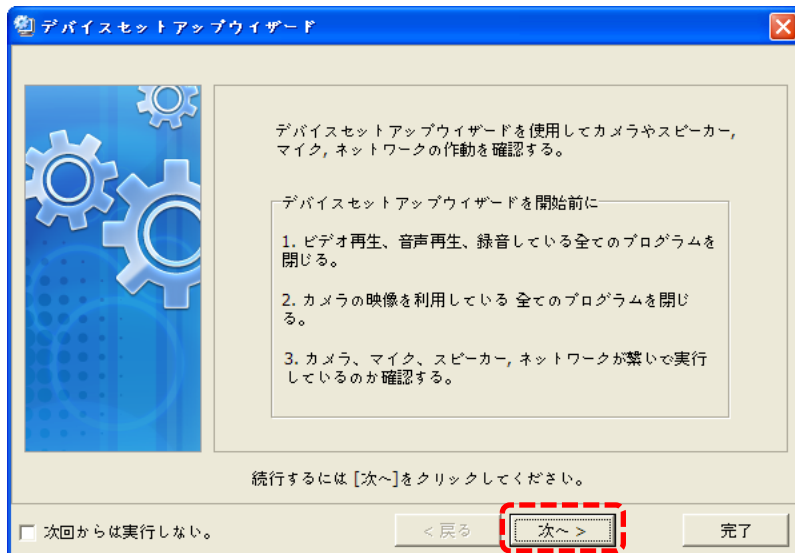 デバイスセットアップウィザード
デバイスセットアップウィザードを使用してカメラやスピーカー,
マイク, ネットワークの作動を確認する。
デバイスセットアップウィザードを開始前に
1. ビデオ再生、音声再生、録音している全てのプログラムを
閉じる。
2. カメラの映像を利用している 全てのプログラムを閉じ
る。
3. カメラ、マイク、スピーカー, ネットワークが繋いで実行
しているのか確認する。
続行するには [次へ]をクリックしてください。
次回からは実行しない。
< 戻る
次へ >
完了